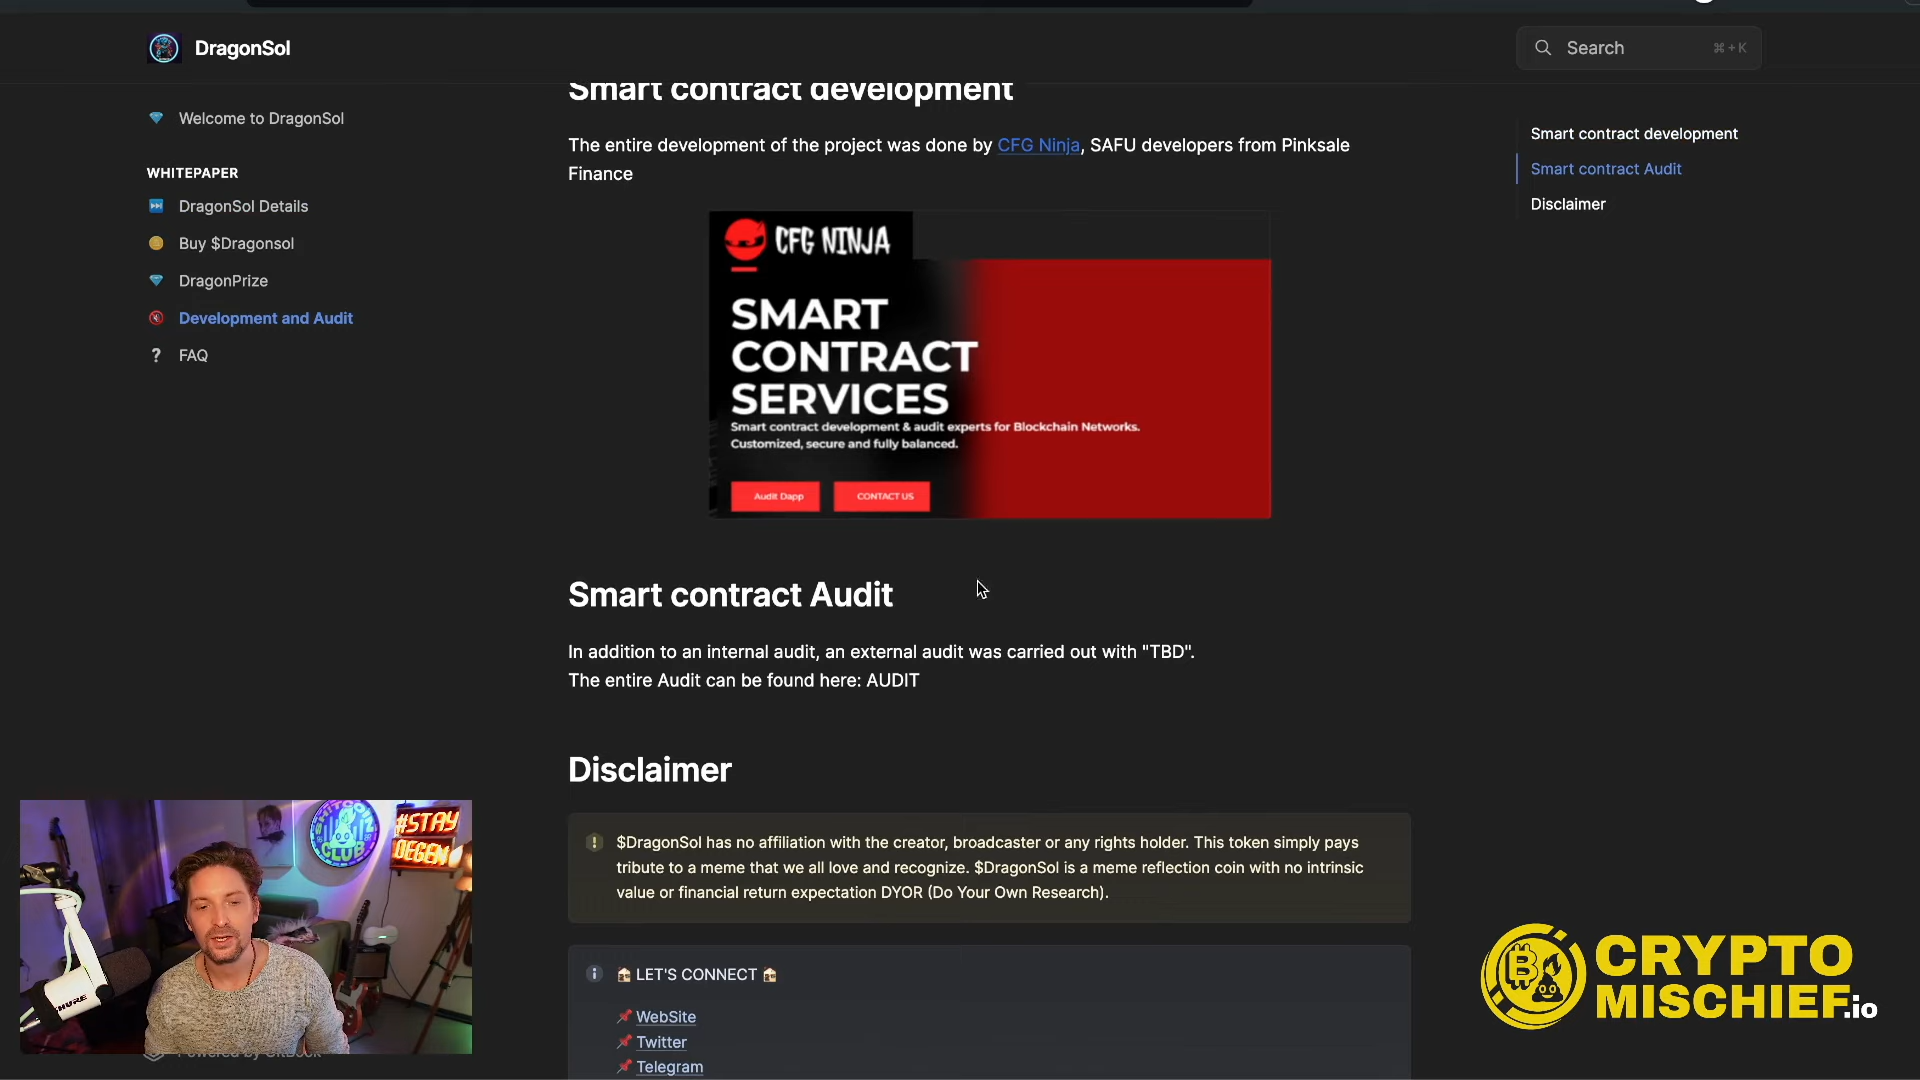 DragonSol
Search
⌘+K
Welcome to DragonSol
WHITEPAPER
DragonSol Details
Buy $Dragonsol
DragonPrize
Development and Audit
? FAQ
Smart contract development
The entire development of the project was done by CFG Ninja, SAFU developers from Pinksale
Finance
CFG NINJA
SMART
CONTRACT
SERVICES
Smart contract development & audit experts for Blockchain Networks.
Customized, secure and fully balanced.
Audit Dapp
CONTACT US
Smart contract Audit
In addition to an internal audit, an external audit was carried out with "TBD".
The entire Audit can be found here: AUDIT
Disclaimer
$DragonSol has no affiliation with the creator, broadcaster or any rights holder. This token simply pays
tribute to a meme that we all love and recognize. $DragonSol is a meme reflection coin with no intrinsic
value or financial return expectation DYOR (Do Your Own Research).
LET'S CONNECT
WebSite
Twitter
Telegram
Smart contract development
Smart contract Audit
Disclaimer
SHITCOIN
CLUB
#STAY
DEGEN
SHURE
Powered by GitBook
CRYPTO
MISCHIEF.io